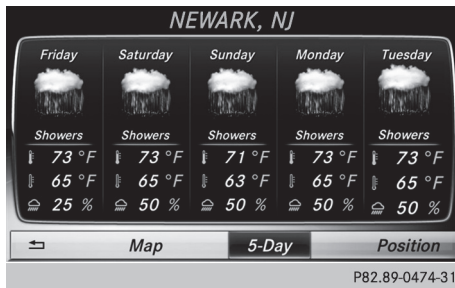 NEWARK, NJ
Friday Saturday Sunday Monday Tuesday
Showers Showers Showers Showers Showers
73 °F 73 °F 71 °F 73 °F 73 °F
65 °F 65 °F 63 °F 65 °F 65 °F
25 % 50 % 50 % 50 % 50 %
Map 5-Day Position
P82.89-0474-31